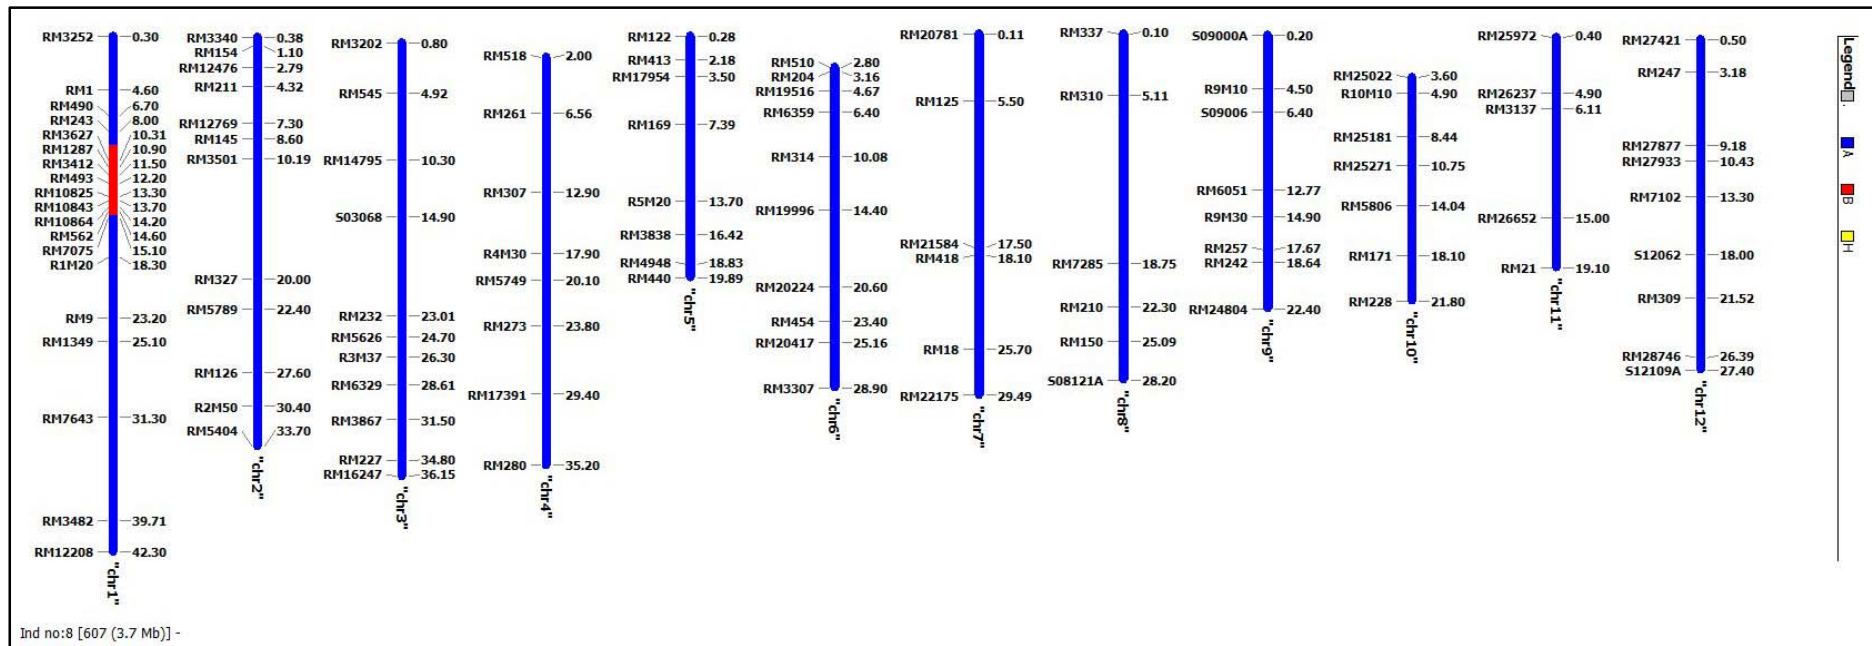 RM3252 0.30
RM1 4.60
RM490 6.70
RM243 8.00
RM3627 10.31
RM1287 10.90
RM3412 11.50
RM493 12.20
RM10825 13.30
RM10843 13.70
RM10864 14.20
RM562 14.60
RM7075 15.10
R1M20 18.30
RM9 23.20
RM1349 25.10
RM7643 31.30
RM3482 39.71
RM12208 42.30
"chr1"
RM3340 0.38
RM154 1.10
RM12476 2.79
RM211 4.32
RM12769 7.30
RM145 8.60
RM3501 10.19
RM327 20.00
RM5789 22.40
RM126 27.60
R2M50 30.40
RM5404 33.70
"chr2"
RM3202 0.80
RM545 4.92
RM14795 10.30
S03068 14.90
RM232 23.01
RM5626 24.70
R3M37 26.30
RM6329 28.61
RM3867 31.50
RM227 34.80
RM16247 36.15
"chr3"
RM518 2.00
RM261 6.56
RM307 12.90
R4M30 17.90
RM5749 20.10
RM273 23.80
RM17391 29.40
RM280 35.20
"chr4"
RM122 0.28
RM413 2.18
RM17954 3.50
RM169 7.39
R5M20 13.70
RM3838 16.42
RM4948 18.83
RM440 19.89
"chr5"
RM510 2.80
RM204 3.16
RM19516 4.67
RM6359 6.40
RM314 10.08
RM19996 14.40
RM20224 20.60
RM454 23.40
RM20417 25.16
RM3307 28.90
"chr6"
RM20781 0.11
RM125 5.50
RM21584 17.50
RM418 18.10
RM18 25.70
RM22175 29.49
"chr7"
RM337 0.10
RM310 5.11
RM7285 18.75
RM210 22.30
RM150 25.09
S08121A 28.20
"chr8"
S09000A 0.20
R9M10 4.50
S09006 6.40
RM6051 12.77
R9M30 14.90
RM257 17.67
RM242 18.64
RM24804 22.40
"chr9"
RM25022 3.60
R10M10 4.90
RM25181 8.44
RM25271 10.75
RM5806 14.04
RM171 18.10
RM228 21.80
"chr10"
RM25972 0.40
RM26237 4.90
RM3137 6.11
RM26652 15.00
RM21 19.10
"chr11"
RM27421 0.50
RM247 3.18
RM27877 9.18
RM27933 10.43
RM7102 13.30
S12062 18.00
RM309 21.52
RM28746 26.39
S12109A 27.40
"chr12"
Legend
.
A
B
H
Ind no:8 [607 (3.7 Mb)] -